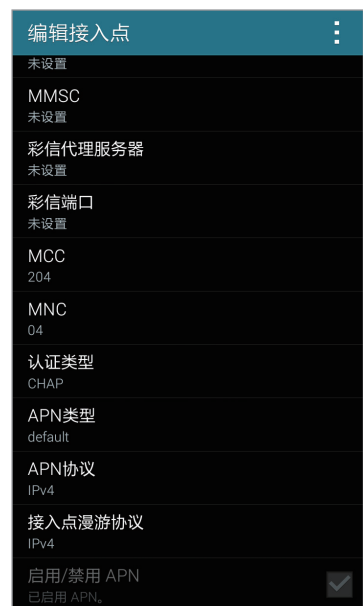 编辑接入点
未设置
MMSC
未设置
彩信代理服务器
未设置
彩信端口
未设置
MCC
204
MNC
04
认证类型
CHAP
APN类型
default
APN协议
IPv4
接入点漫游协议
IPv4
启用/禁用 APN
已启用 APN。